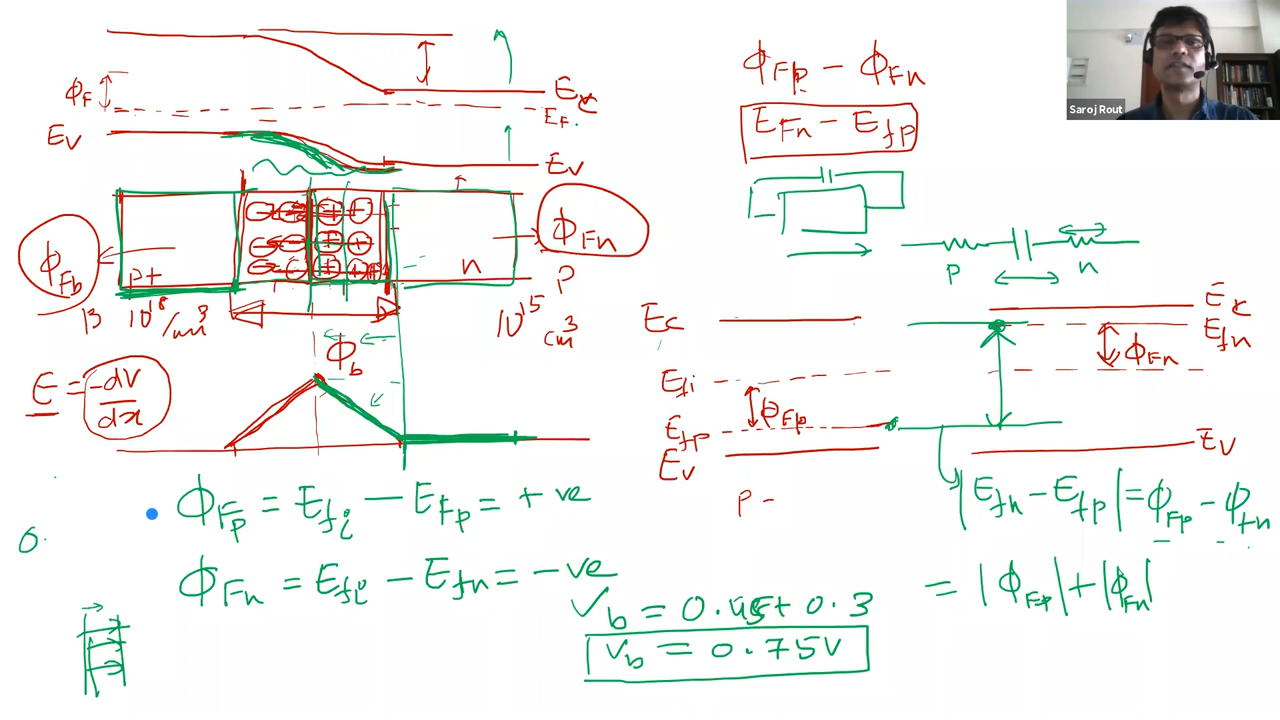 ϕF
Ec
EF
Ev
Ev
ϕFp - ϕFn
EFn - Efp
Saroj Rout
ϕFb
P+
n
ϕFn
P
B 10^18/cm^3
10^15 cm^3
P
n
ϕb
E = -dV/dx
Ec
Efi
ϕFp
Efp
Ev
P -
Ec
Efn
ϕFn
Ev
ϕFp = Efi - EFp = +ve
ϕFn = Efi - Efn = -ve
|Efn - Efp| = ϕFp - ϕfn
= |ϕFp| + |ϕFn|
Vb = 0.45 + 0.3
Vb = 0.75V